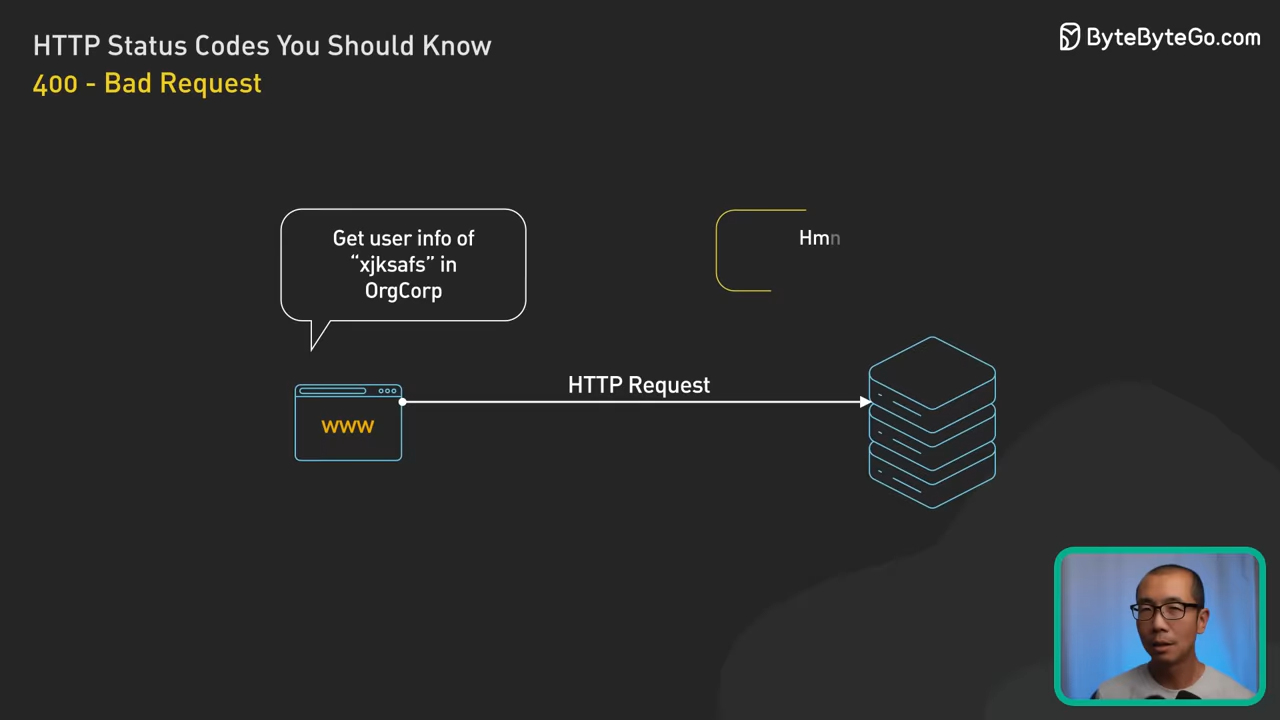 HTTP Status Codes You Should Know
400 - Bad Request
ByteByteGo.com
Get user info of
“xjksafs” in
OrgCorp
Hmn
HTTP Request
WWW